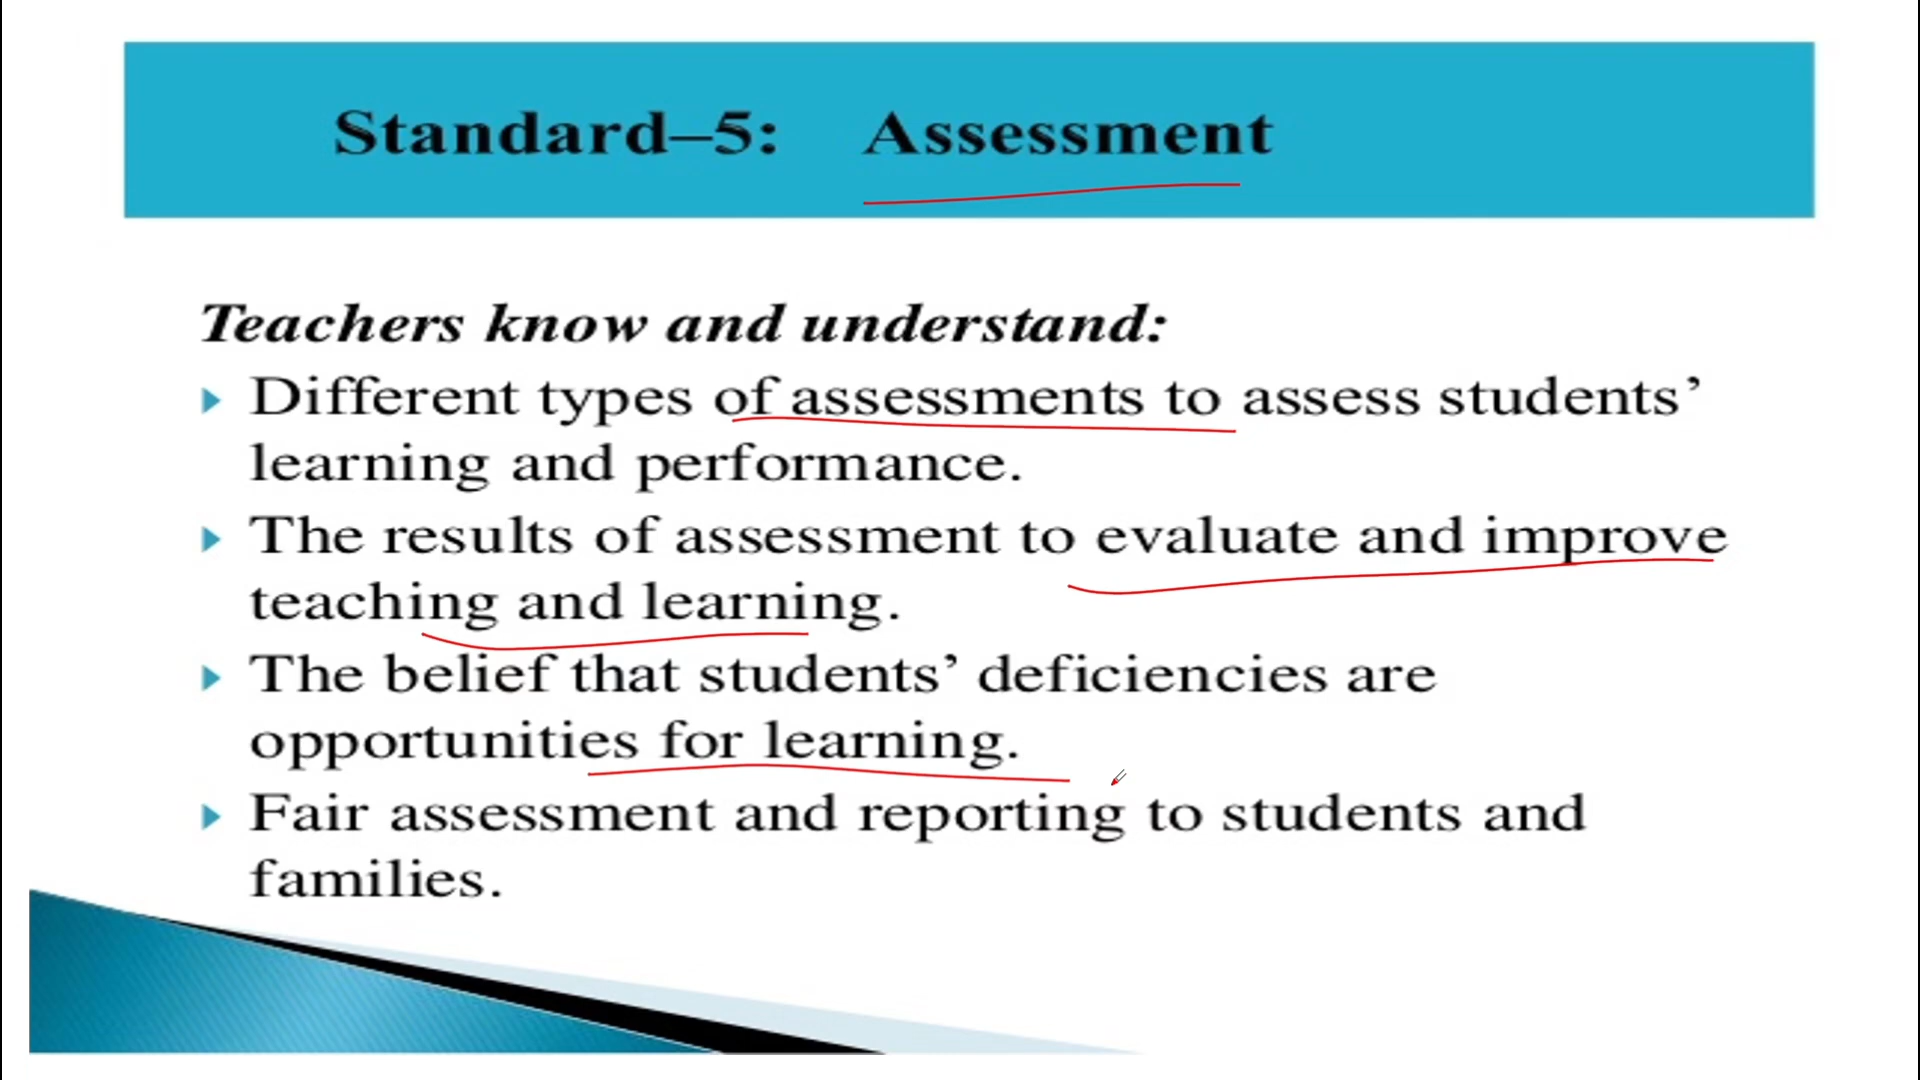 Standard–5: Assessment
Teachers know and understand:
Different types of assessments to assess students’
learning and performance.
The results of assessment to evaluate and improve
teaching and learning.
The belief that students’ deficiencies are
opportunities for learning.
Fair assessment and reporting to students and
families.